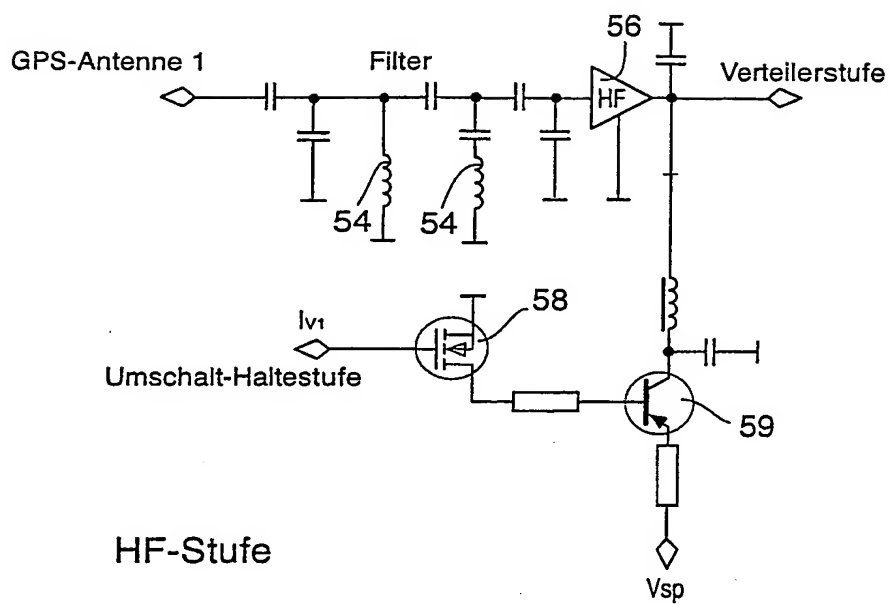 56
GPS-Antenne 1
Filter
Verteilerstufe
HF
54
54
Iv1
58
Umschalt-Haltestufe
59
HF-Stufe
Vsp